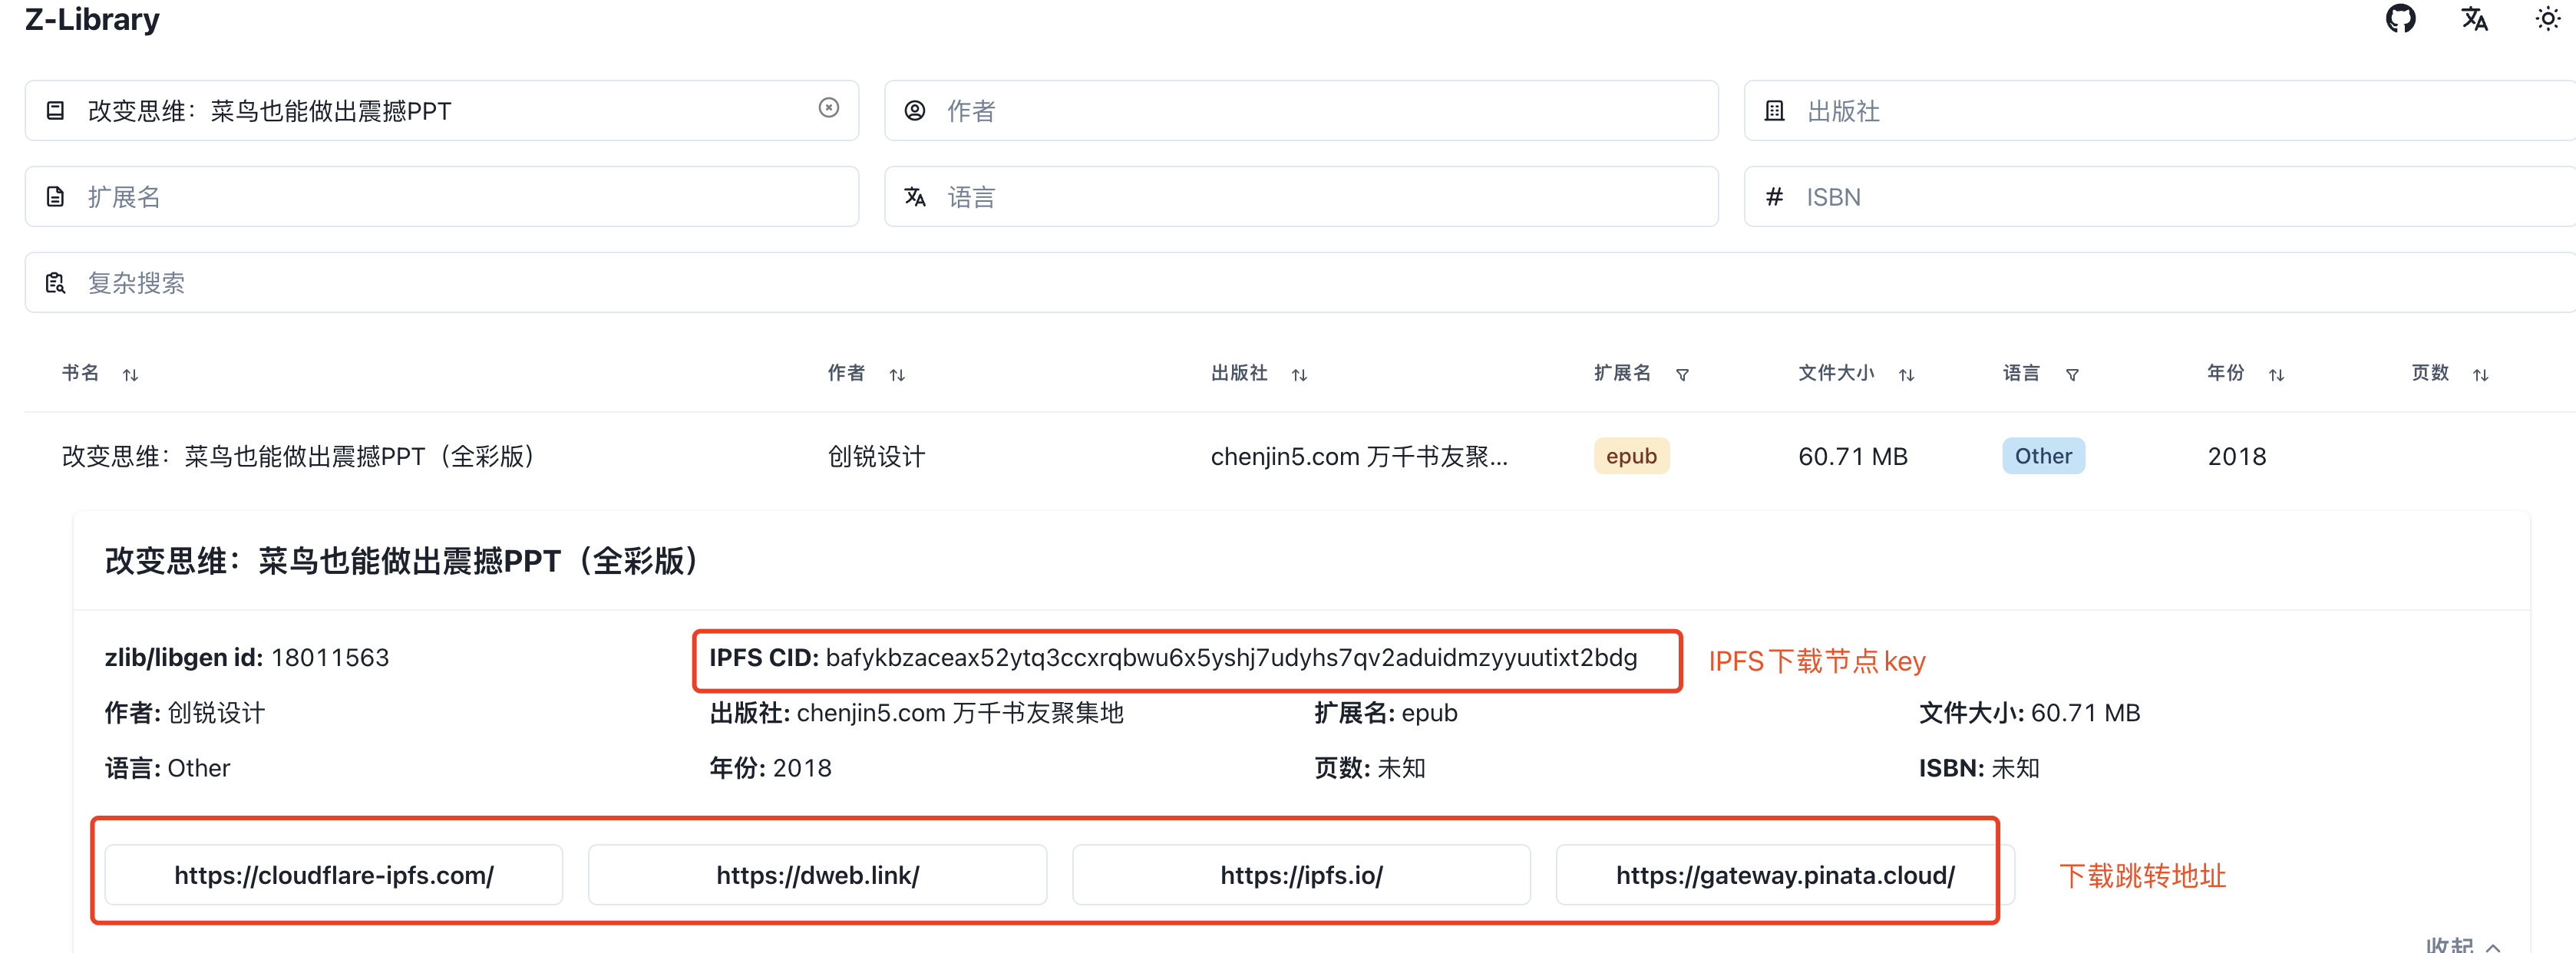 Z-Library
改变思维：菜鸟也能做出震撼PPT
作者
出版社
扩展名
语言
ISBN
复杂搜索
书名 作者 出版社 扩展名 文件大小 语言 年份 页数
改变思维：菜鸟也能做出震撼PPT（全彩版） 创锐设计 chenjin5.com 万千书友聚... epub 60.71 MB Other 2018
改变思维：菜鸟也能做出震撼PPT（全彩版）
zlib/libgen id: 18011563 IPFS CID: bafykbzaceax52ytq3ccxrqbwu6x5yshj7udyhs7qv2aduidmzyyuutixt2bdg IPFS下载节点key
作者: 创锐设计 出版社: chenjin5.com 万千书友聚集地 扩展名: epub 文件大小: 60.71 MB
语言: Other 年份: 2018 页数: 未知 ISBN: 未知
https://cloudflare-ipfs.com/ https://dweb.link/ https://ipfs.io/ https://gateway.pinata.cloud/ 下载跳转地址
收起